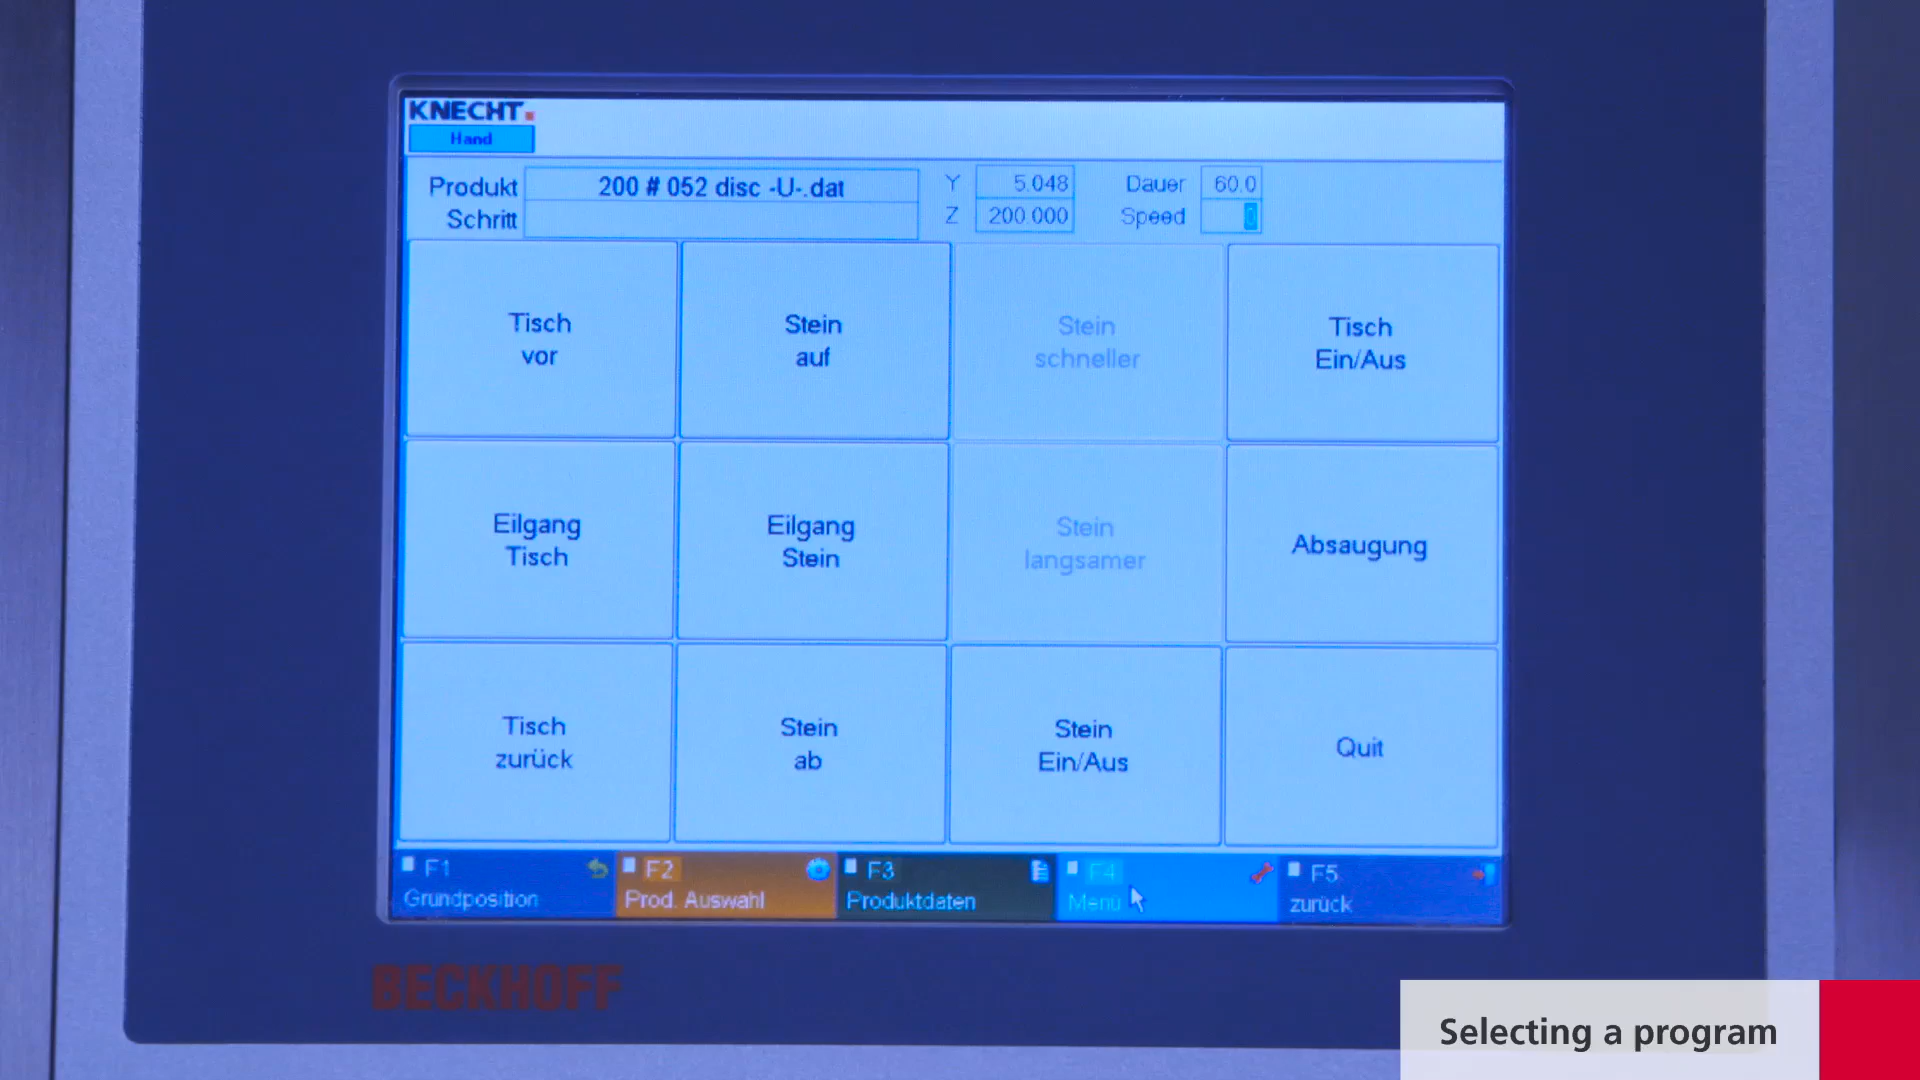 KNECHT.
Hand
Produkt 200 # 052 disc -U-.dat Y 5.048 Dauer 60.0
Schritt Z 200.000 Speed 0
Tisch vor
Stein auf
Stein schneller
Tisch Ein/Aus
Eilgang Tisch
Eilgang Stein
Stein langsamer
Absaugung
Tisch zurück
Stein ab
Stein Ein/Aus
Quit
F1 Grundposition
F2 Prod. Auswahl
F3 Produktdaten
F4 Menü
F5 zurück
BECKHOFF
Selecting a program